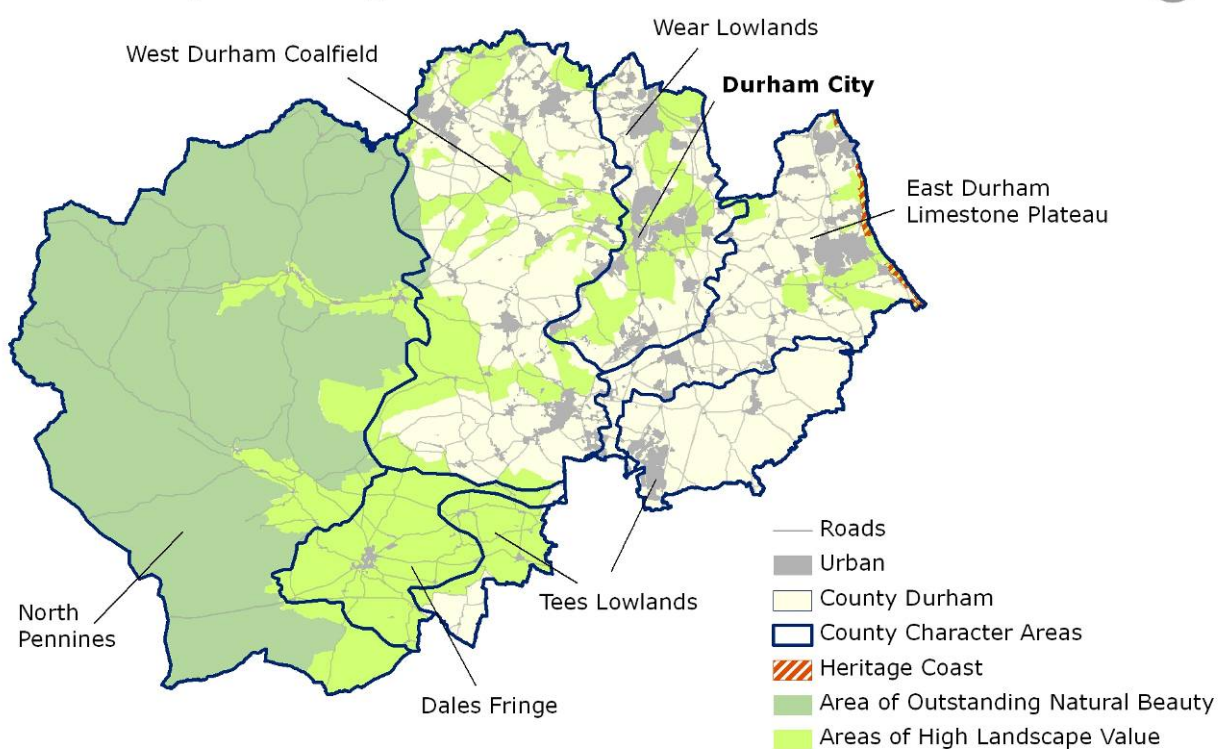 Wear Lowlands
West Durham Coalfield
Durham City
East Durham
Limestone Plateau
North
Pennines
Tees Lowlands
Dales Fringe
Roads
Urban
County Durham
County Character Areas
Heritage Coast
Area of Outstanding Natural Beauty
Areas of High Landscape Value